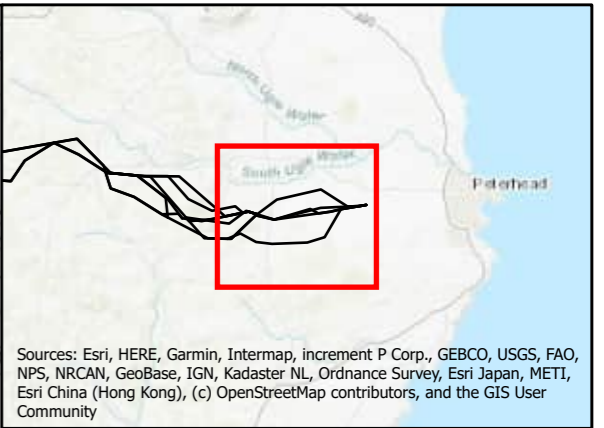 North Ugie Water
South Ugie Water
Peterhead
Sources: Esri, HERE, Garmin, Intermap, increment P Corp., GEBCO, USGS, FAO,
NPS, NRCAN, GeoBase, IGN, Kadaster NL, Ordnance Survey, Esri Japan, METI,
Esri China (Hong Kong), (c) OpenStreetMap contributors, and the GIS User
Community